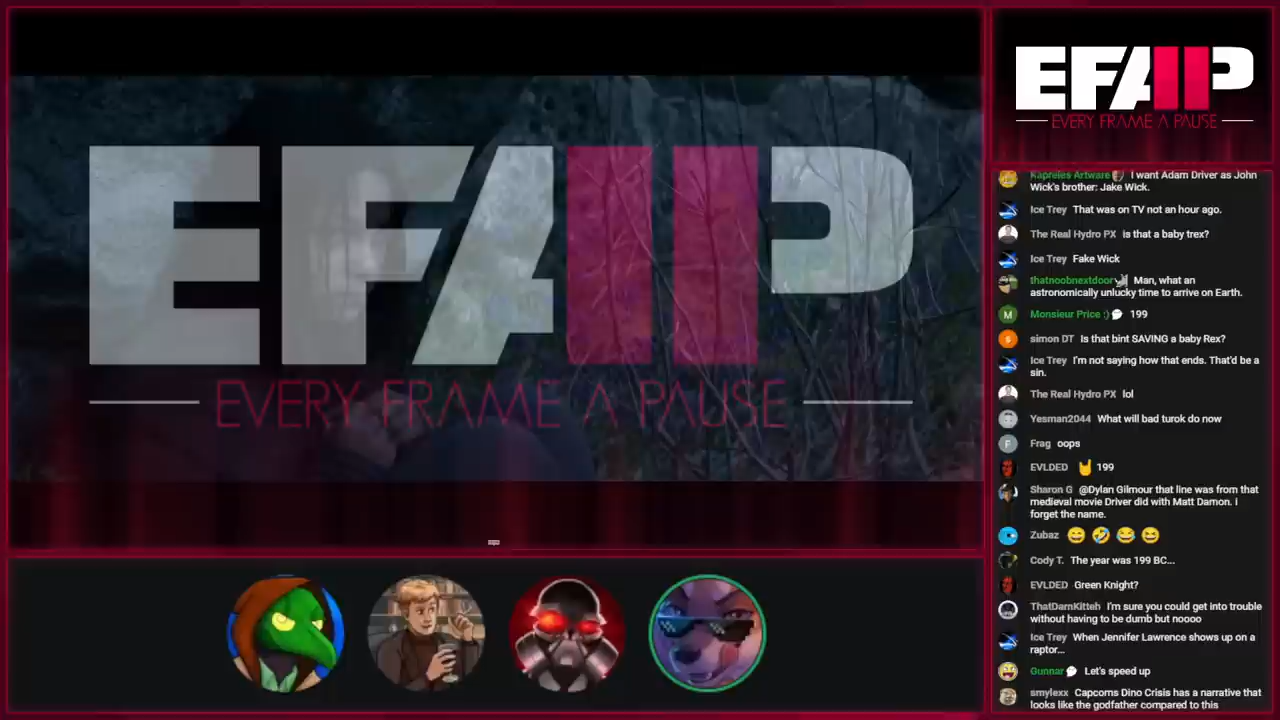 EFAP
EVERY FRAME A PAUSE
EFAP
EVERY FRAME A PAUSE
Kapneles Artware I want Adam Driver as John
Wick's brother: Jake Wick.
Ice Trey That was on TV not an hour ago.
The Real Hydro PX is that a baby trex?
Ice Trey Fake Wick
thatnoobnextdoor Man, what an
astronomically unlucky time to arrive on Earth.
M Monsieur Price :) 199
s simon DT Is that bint SAVING a baby Rex?
Ice Trey I'm not saying how that ends. That'd be a
sin.
The Real Hydro PX lol
Yesman2044 What will bad turok do now
F Frag oops
EVLDED 🤘 199
Sharon G @Dylan Gilmour that line was from that
medieval movie Driver did with Matt Damon. i
forget the name.
Zubaz 😄 🤣 😂 😆
Cody T. The year was 199 BC...
EVLDED Green Knight?
ThatDarnKitteh I'm sure you could get into trouble
without having to be dumb but noooo
Ice Trey When Jennifer Lawrence shows up on a
raptor...
Gunnar Let's speed up
smylexx Capcoms Dino Crisis has a narrative that
looks like the godfather compared to this